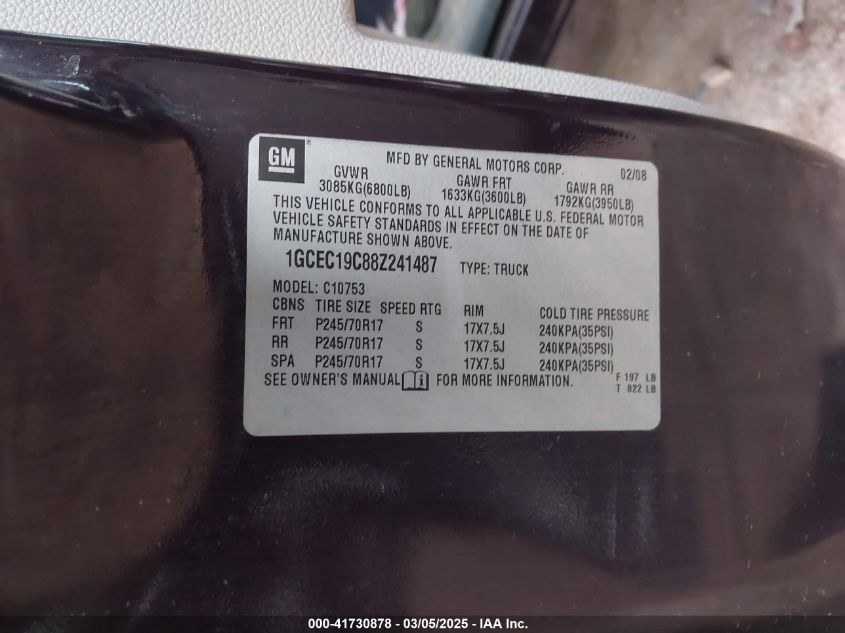 GM ®
MFD BY GENERAL MOTORS CORP. 02/08
GVWR GAWR FRT GAWR RR
3085KG(6800LB) 1633KG(3600LB) 1792KG(3950LB)
THIS VEHICLE CONFORMS TO ALL APPLICABLE U.S. FEDERAL MOTOR
VEHICLE SAFETY STANDARDS IN EFFECT ON THE DATE OF
MANUFACTURE SHOWN ABOVE.
1GCEC19C88Z241487 TYPE: TRUCK
MODEL: C10753
CBNS TIRE SIZE SPEED RTG RIM COLD TIRE PRESSURE
FRT P245/70R17 S 17X7.5J 240KPA(35PSI)
RR P245/70R17 S 17X7.5J 240KPA(35PSI)
SPA P245/70R17 S 17X7.5J 240KPA(35PSI)
SEE OWNER'S MANUAL i FOR MORE INFORMATION.
F 197 LB
T 822 LB
000-41730878 - 03/05/2025 - IAA Inc.